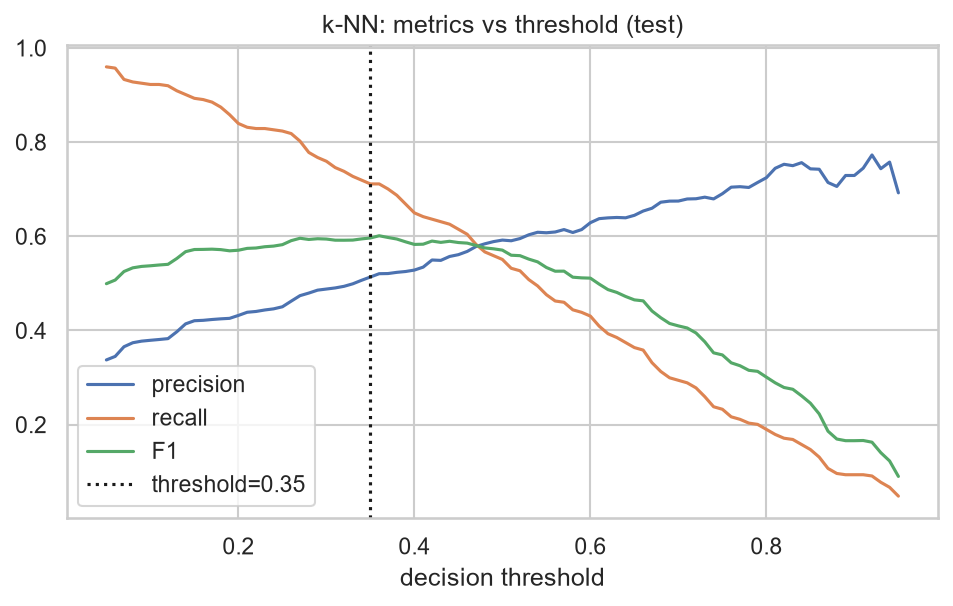 k-NN: metrics vs threshold (test)
1.0
0.8
0.6
0.4
0.2
precision
recall
F1
threshold=0.35
0.2 0.4 0.6 0.8
decision threshold